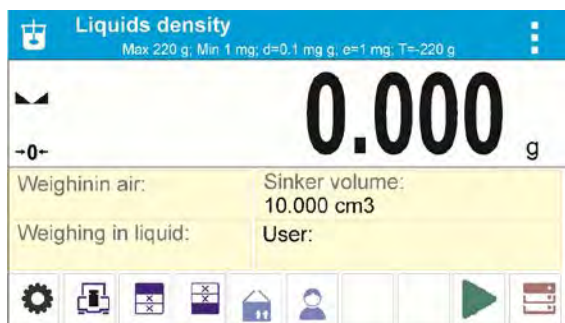 Liquids density
Max 220 g; Min 1 mg; d=0.1 mg g; e=1 mg; T=-220 g
0.000 g
→0←
Weighinin air:
Sinker volume:
10.000 cm3
Weighing in liquid:
User: